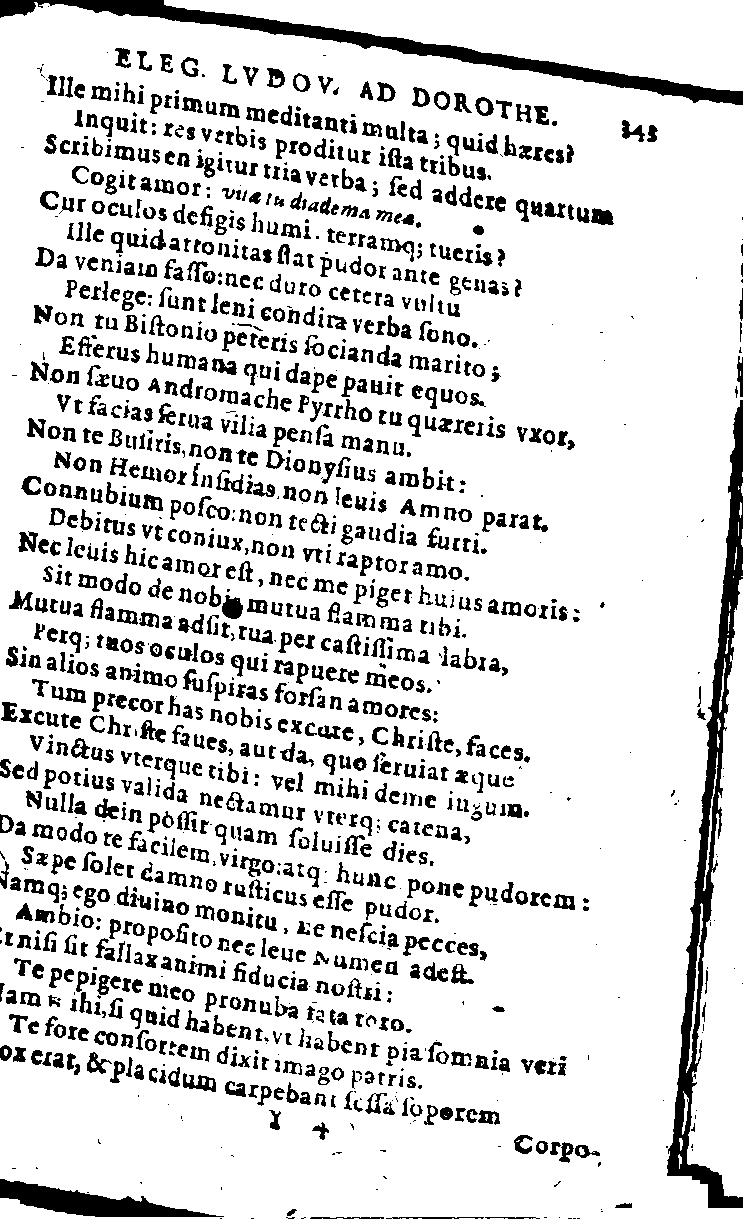 ELEG. LVDOV. AD DOROTHE. 343
Ille mihi primum meditanti multa; quid hæres?
Inquit: res verbis proditur iſta tribus.
Scribimus en igitur tria verba; ſed addere quartum
Cogit amor: vita tu diadema mea.
Cur oculos defigis humi. terramq; tueris?
Ille quid attonitas ſtat pudor ante genas?
Da veniam faſſo: nec duro cetera vultu
Perlege: ſunt leni condita verba ſono.
Non tu Biſtonio peteris ſocianda marito;
Efferus humana qui dape pauit equos.
Non ſæuo Andromache Pyrrho tu quæreris vxor,
Vt facias ſerua vilia penſa manu.
Non te Buſiris, non te Dionyſius ambit:
Non Hemor inſidias, non leuis Amno parat.
Connubium poſco: non tecti gaudia furti.
Debitus vt coniux, non vti raptor amo.
Nec leuis hic amor eſt, nec me piget huius amoris:
Sit modo de nobis mutua flamma tibi.
Mutua flamma adſit, tua per caſtiſſima labra,
Perq; tuos oculos qui rapuere meos.
Sin alios animo ſuſpiras forſan amores:
Tum precor has nobis excute, Chriſte, faces.
Excute Chriſte faues, aut da, quo ſeruiat æque
Vinctus vterque tibi: vel mihi deme iugum.
Sed potius valida nectamur vterq; catena,
Nulla dein poſſit quam ſoluiſſe dies.
Da modo te facilem, virgo: atq; hunc pone pudorem:
Sæpe ſolet damno ruſticus eſſe pudor.
Namq; ego diuino monitu, ne neſcia pecces,
Ambio: propoſito nec leue Numen adeſt.
Et niſi ſit fallax animi fiducia noſtri:
Te pepigere meo pronuba fata toro.
Nam mihi, ſi quid habent, vt habent pia ſomnia veri
Te fore conſortem dixit imago patris.
ox erat, & placidum carpebant feſſa ſoporem
Y 4
Corpo-